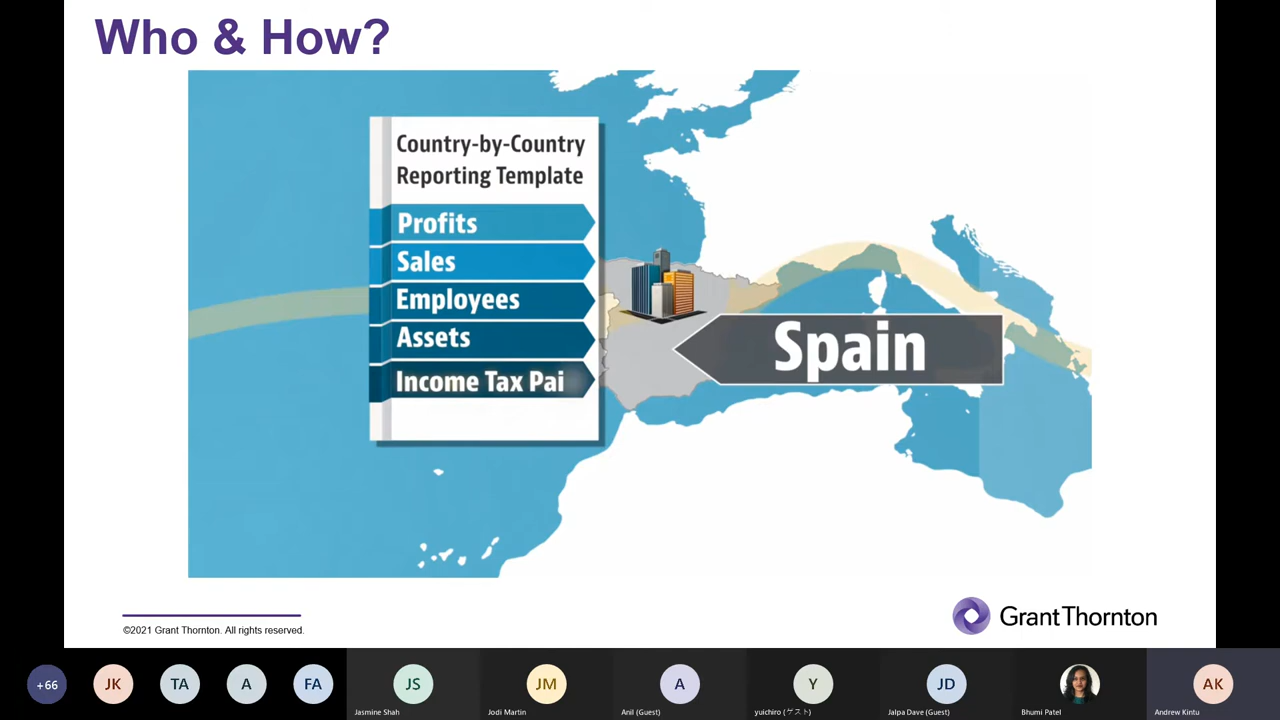 Who & How?
Country-by-Country
Reporting Template
Profits
Sales
Employees
Assets
Income Tax Pai
Spain
©2021 Grant Thornton. All rights reserved.
GrantThornton
+66
JK
TA
A
FA
JS
JM
A
Y
JD
AK
Jasmine Shah
Jodi Martin
Anil (Guest)
yuichiro (ゲスト)
Jalpa Dave (Guest)
Bhumi Patel
Andrew Kintu